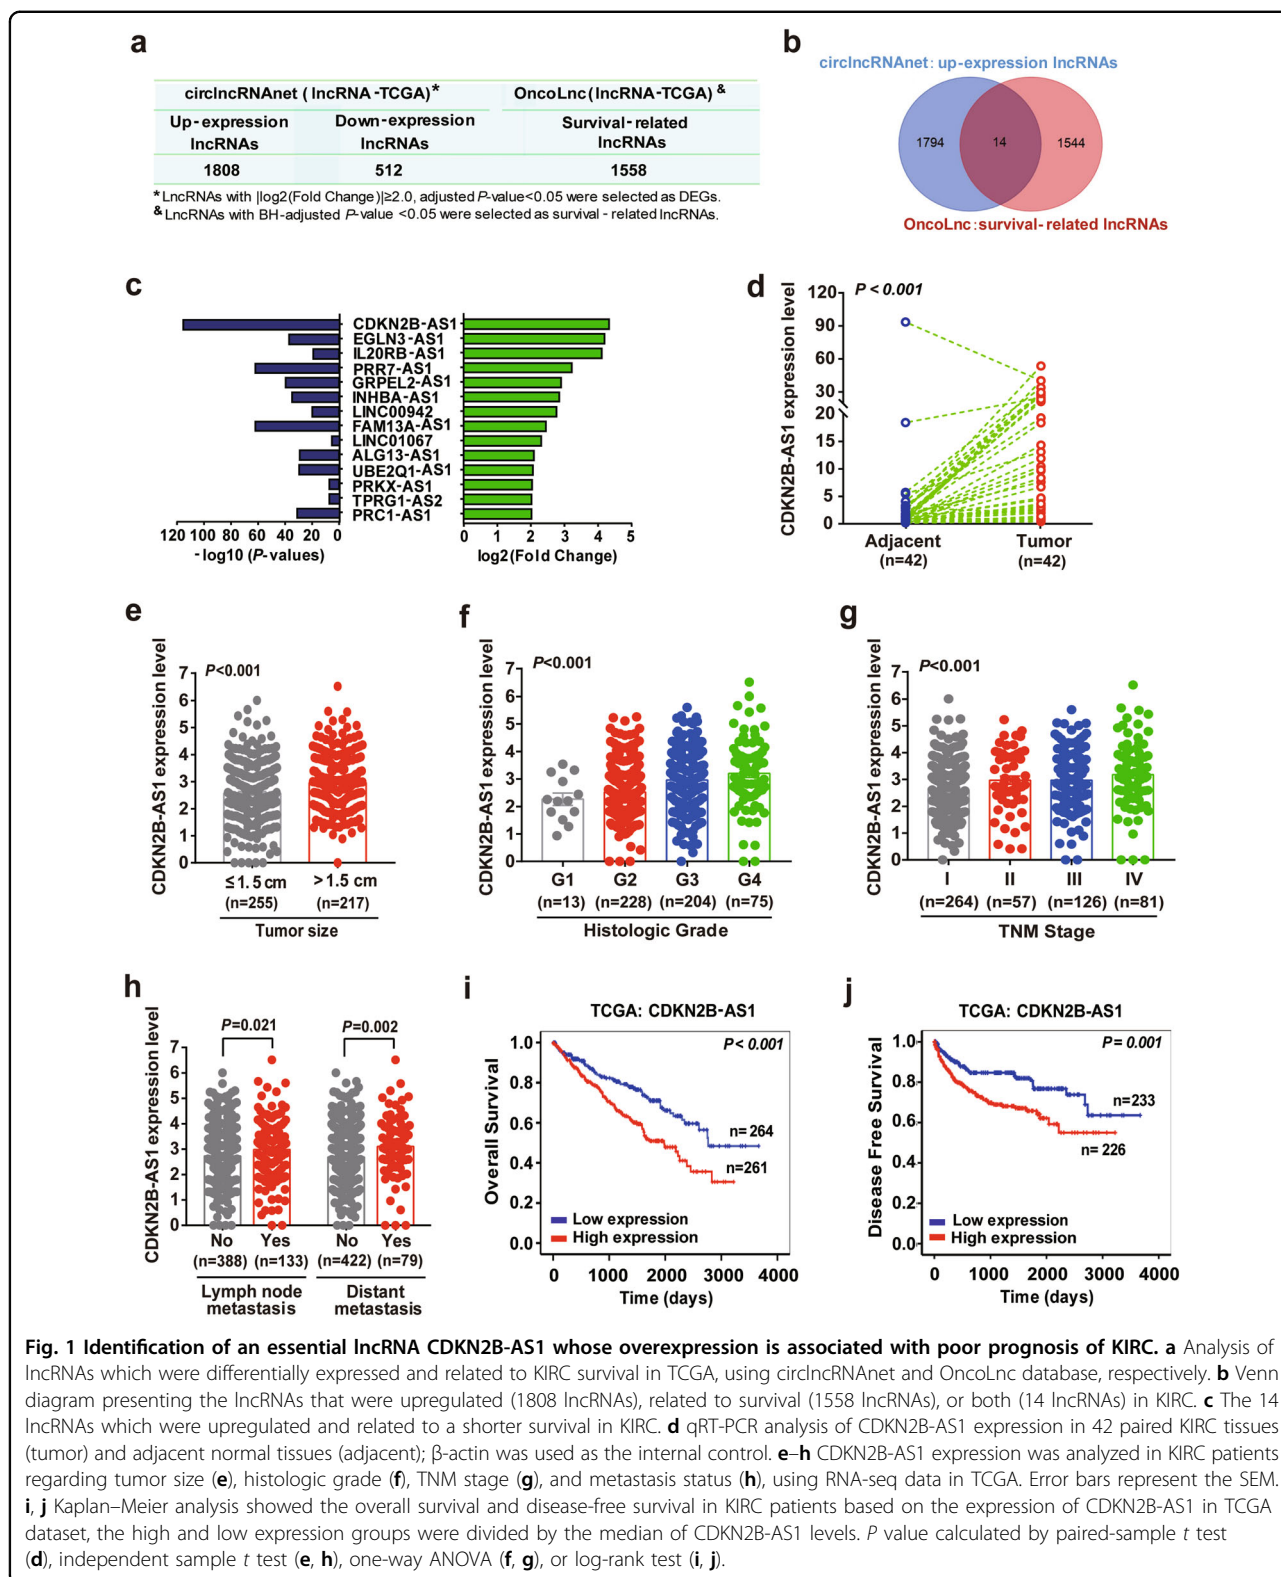 a
circlncRNAnet (lncRNA-TCGA)*
OncoLnc(lncRNA-TCGA) &
Up-expression lncRNAs
Down-expression lncRNAs
Survival-related lncRNAs
1808
512
1558
* LncRNAs with |log2(Fold Change)|≥2.0, adjusted P-value<0.05 were selected as DEGs.
& LncRNAs with BH-adjusted P-value <0.05 were selected as survival-related lncRNAs.
b
circlncRNAnet: up-expression lncRNAs
1794
14
1544
OncoLnc:survival-related lncRNAs
c
CDKN2B-AS1
EGLN3-AS1
IL20RB-AS1
PRR7-AS1
GRPEL2-AS1
INHBA-AS1
LINC00942
FAM13A-AS1
LINC01067
ALG13-AS1
UBE2Q1-AS1
PRKX-AS1
TPRG1-AS2
PRC1-AS1
120 100 80 60 40 20 0
0 1 2 3 4 5
-log10 (P-values)
log2(Fold Change)
d
CDKN2B-AS1 expression level
P < 0.001
120
90
60
30
20
15
10
5
0
Adjacent
(n=42)
Tumor
(n=42)
e
CDKN2B-AS1 expression level
P<0.001
7
6
5
4
3
2
1
0
≤1.5 cm
>1.5 cm
(n=255)
(n=217)
Tumor size
f
CDKN2B-AS1 expression level
P<0.001
7
6
5
4
3
2
1
0
G1 G2 G3 G4
(n=13) (n=228) (n=204) (n=75)
Histologic Grade
g
CDKN2B-AS1 expression level
P<0.001
7
6
5
4
3
2
1
0
I II III IV
(n=264) (n=57) (n=126) (n=81)
TNM Stage
h
CDKN2B-AS1 expression level
P=0.021
P=0.002
7
6
5
4
3
2
1
0
No Yes No Yes
(n=388) (n=133) (n=422) (n=79)
Lymph node metastasis
Distant metastasis
i
TCGA: CDKN2B-AS1
P < 0.001
Overall Survival
1.0
0.8
0.6
0.4
0.2
0.0
n= 264
n=261
Low expression
High expression
0 1000 2000 3000 4000
Time (days)
j
TCGA: CDKN2B-AS1
P = 0.001
Disease Free Survival
1.0
0.8
0.6
0.4
0.2
0.0
n=233
n= 226
Low expression
High expression
0 1000 2000 3000 4000
Time (days)
Fig. 1 Identification of an essential lncRNA CDKN2B-AS1 whose overexpression is associated with poor prognosis of KIRC. a Analysis of
lncRNAs which were differentially expressed and related to KIRC survival in TCGA, using circlncRNAnet and OncoLnc database, respectively. b Venn
diagram presenting the lncRNAs that were upregulated (1808 lncRNAs), related to survival (1558 lncRNAs), or both (14 lncRNAs) in KIRC. c The 14
lncRNAs which were upregulated and related to a shorter survival in KIRC. d qRT-PCR analysis of CDKN2B-AS1 expression in 42 paired KIRC tissues
(tumor) and adjacent normal tissues (adjacent); β-actin was used as the internal control. e–h CDKN2B-AS1 expression was analyzed in KIRC patients
regarding tumor size (e), histologic grade (f), TNM stage (g), and metastasis status (h), using RNA-seq data in TCGA. Error bars represent the SEM.
i, j Kaplan–Meier analysis showed the overall survival and disease-free survival in KIRC patients based on the expression of CDKN2B-AS1 in TCGA
dataset, the high and low expression groups were divided by the median of CDKN2B-AS1 levels. P value calculated by paired-sample t test
(d), independent sample t test (e, h), one-way ANOVA (f, g), or log-rank test (i, j).